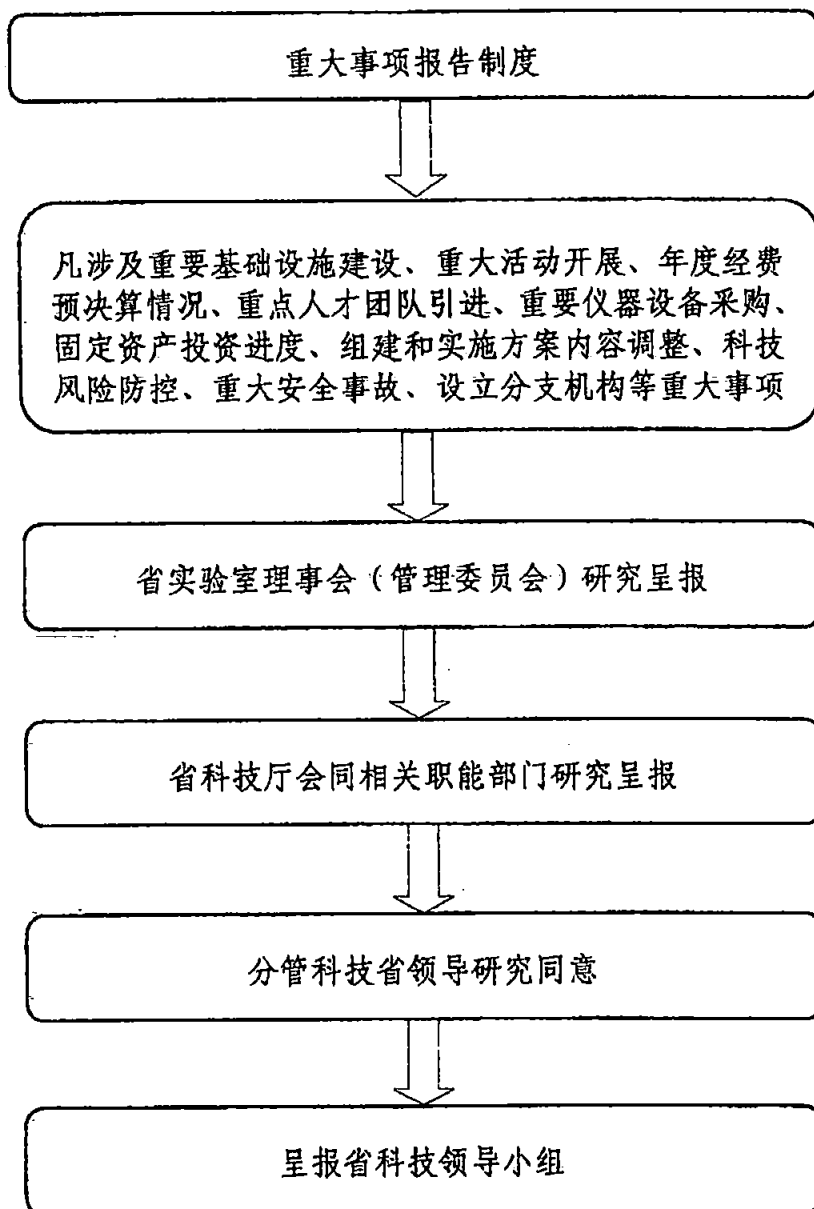 重大事项报告制度
凡涉及重要基础设施建设、重大活动开展、年度经费
预决算情况、重点人才团队引进、重要仪器设备采购、
固定资产投资进度、组建和实施方案内容调整、科技
风险防控、重大安全事故、设立分支机构等重大事项
省实验室理事会（管理委员会）研究呈报
省科技厅会同相关职能部门研究呈报
分管科技省领导研究同意
呈报省科技领导小组